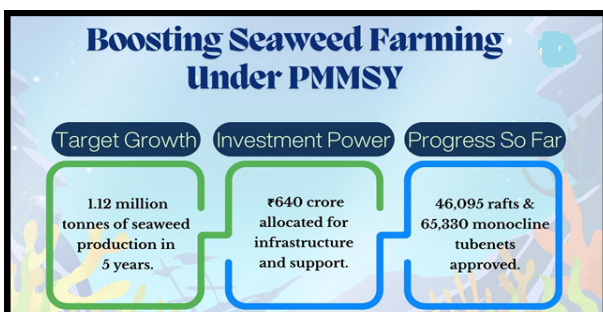 Boosting Seaweed Farming
Under PMMSY
Target Growth
1.12 million
tonnes of seaweed
production in
5 years.
Investment Power
₹640 crore
allocated for
infrastructure
and support.
Progress So Far
46,095 rafts &
65,330 monocline
tubenets
approved.